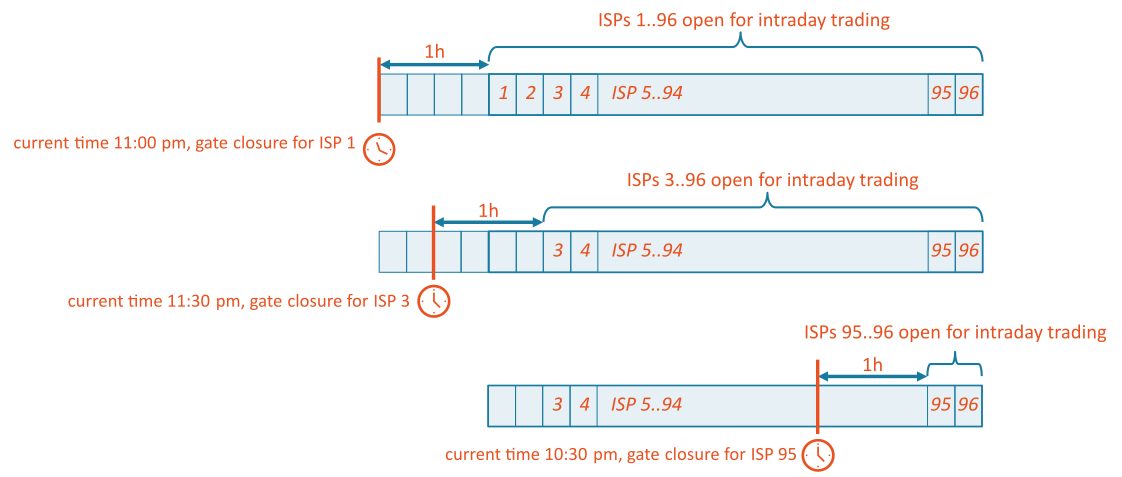 ISPs 1..96 open for intraday trading
1h
1 2 3 4 ISP 5..94 95 96
current time 11:00 pm, gate closure for ISP 1
ISPs 3..96 open for intraday trading
1h
3 4 ISP 5..94 95 96
current time 11:30 pm, gate closure for ISP 3
ISPs 95..96 open for intraday trading
1h
3 4 ISP 5..94 95 96
current time 10:30 pm, gate closure for ISP 95